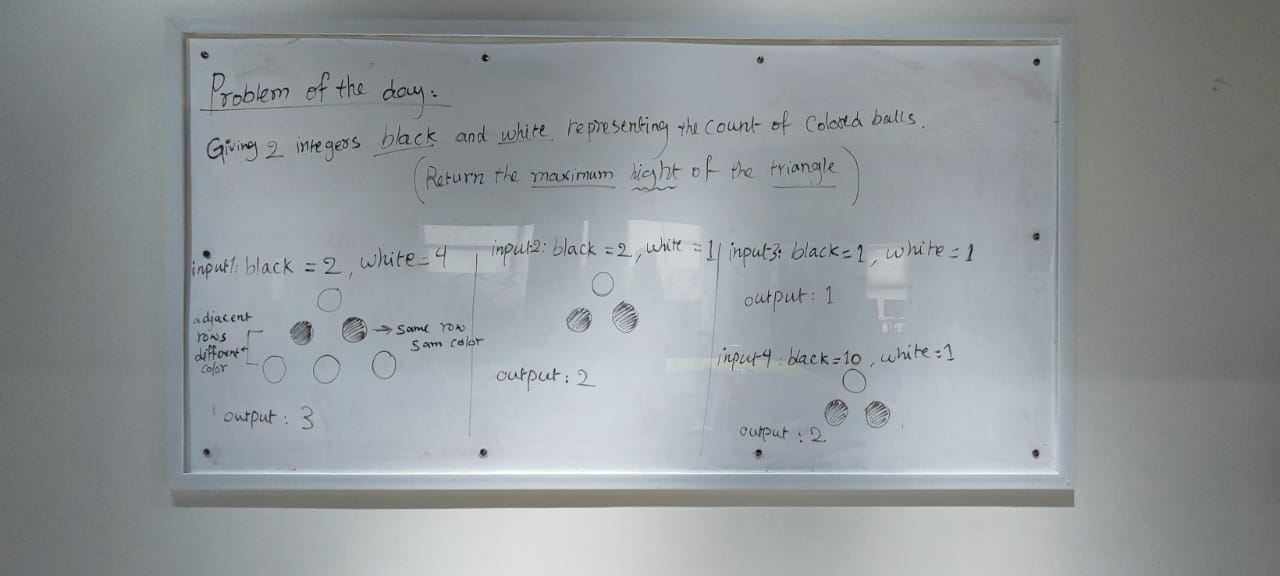 Problem of the day:
Giving 2 integers black and white representing the count of Colored balls.
(Return the maximum hight of the triangle)
input1: black = 2, white = 4
adjacent
rows
different
color
→ Same row
Sam color
output: 3
input2: black = 2, white = 1
output: 2
input3: black = 1, white = 1
output: 1
input4: black = 10, white = 1
output: 2